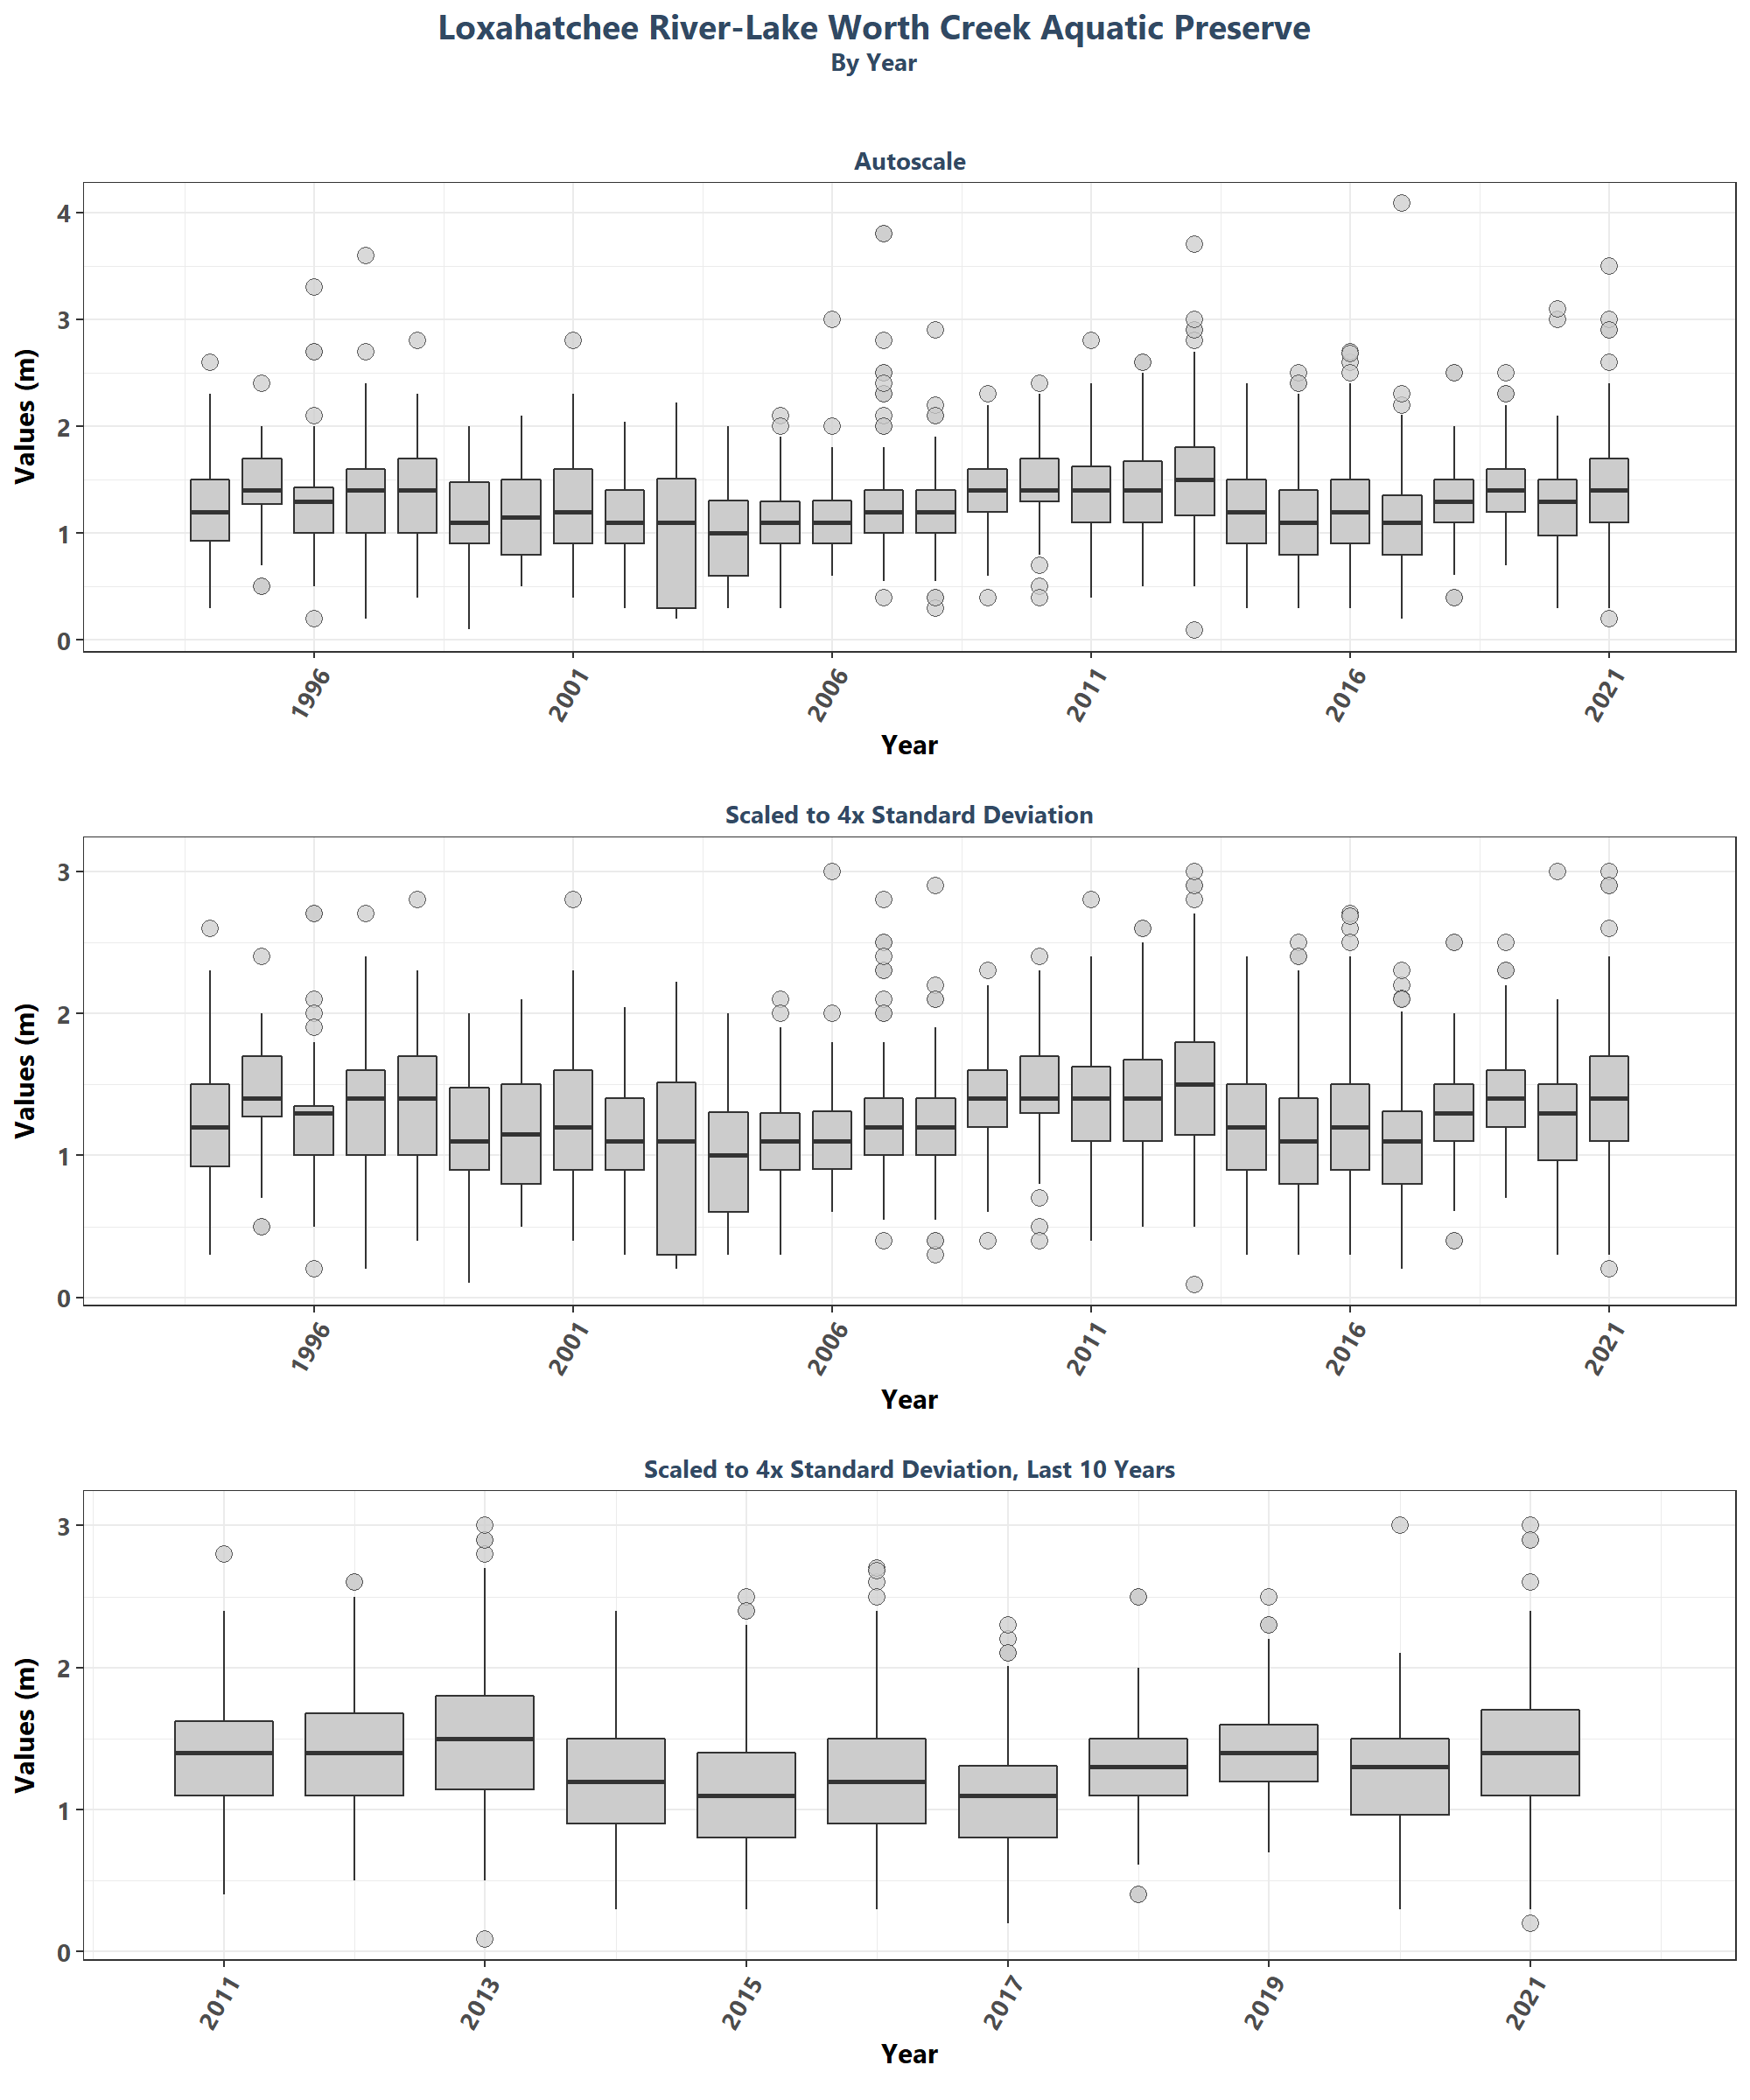 Loxahatchee River-Lake Worth Creek Aquatic Preserve
By Year
Autoscale
Values (m)
4
3
2
1
0
1996 2001 2006 2011 2016 2021
Year
Scaled to 4x Standard Deviation
Values (m)
3
2
1
0
1996 2001 2006 2011 2016 2021
Year
Scaled to 4x Standard Deviation, Last 10 Years
Values (m)
3
2
1
0
2011 2013 2015 2017 2019 2021
Year